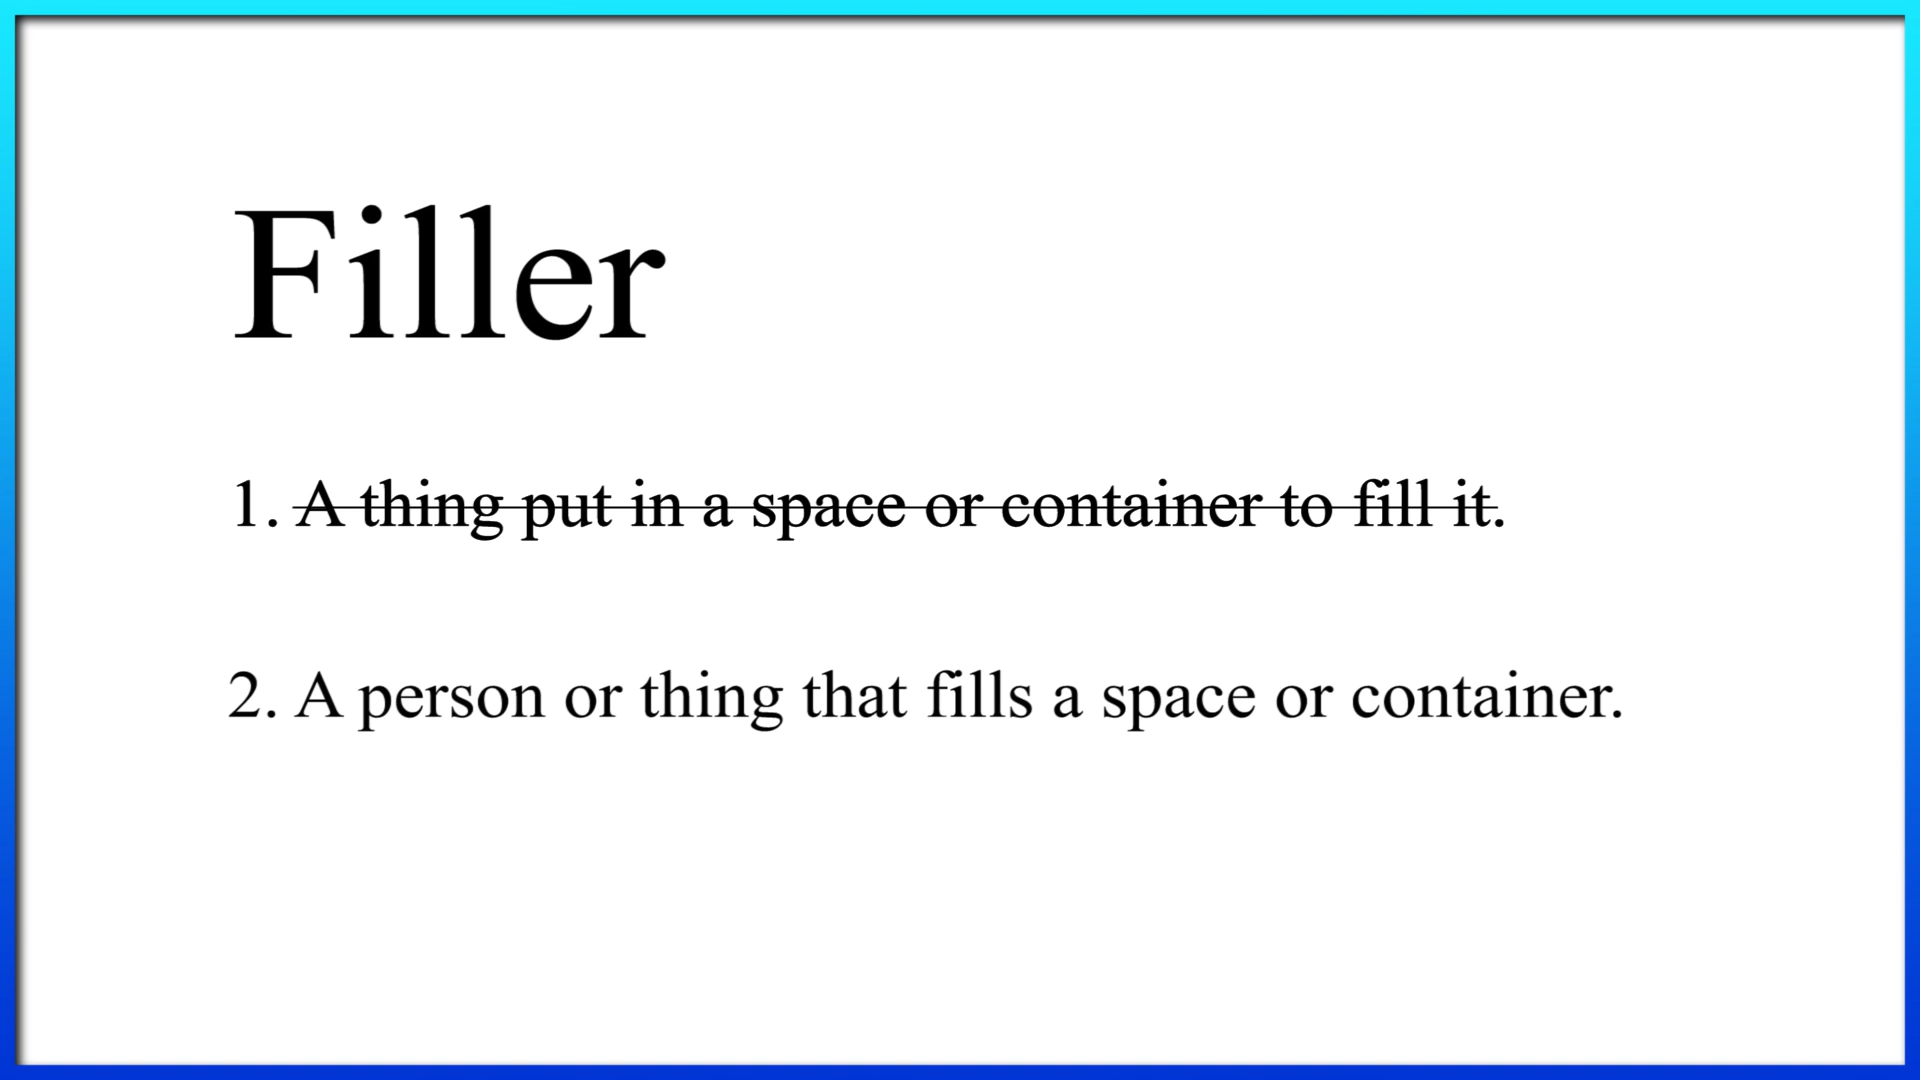 Filler
1. A thing put in a space or container to fill it.
2. A person or thing that fills a space or container.